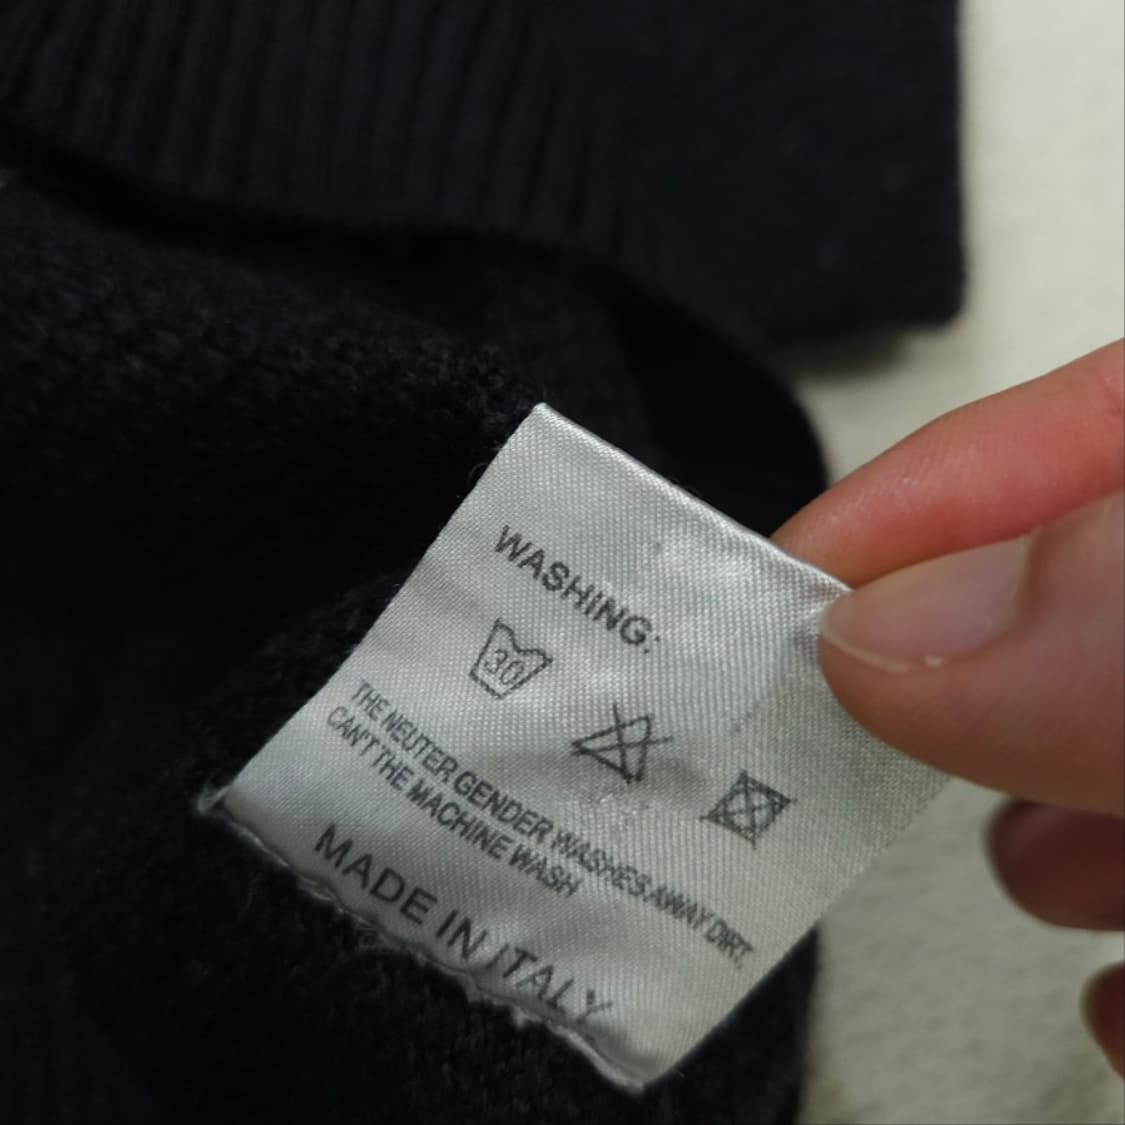 WASHING:
30
THE NEUTER GENDER WASHES AWAY DIRT.
CAN'T THE MACHINE WASH
MADE IN ITALY